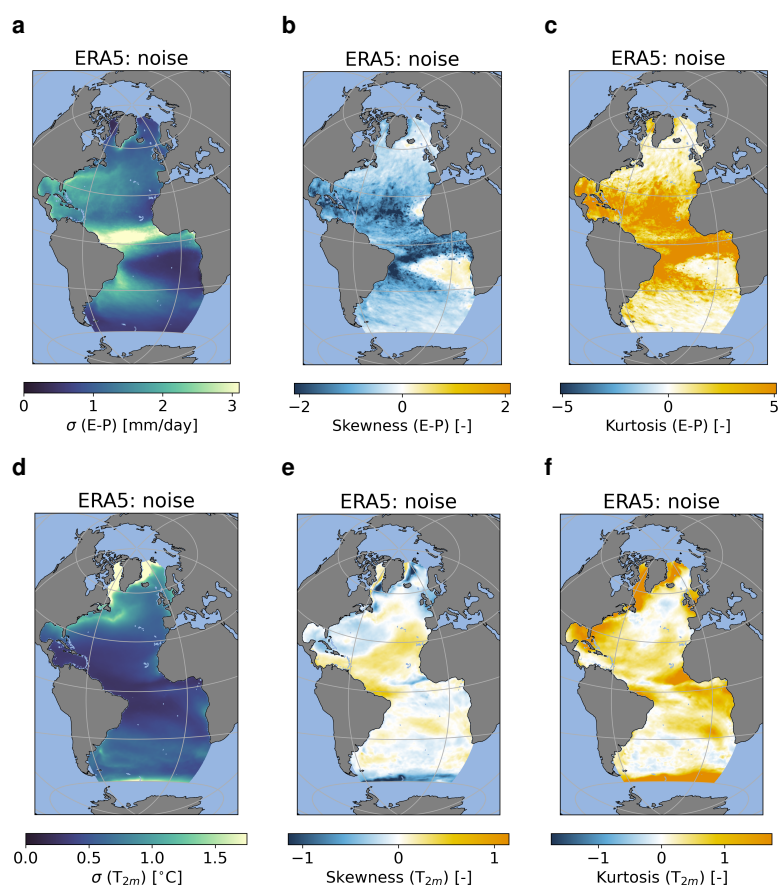 a
b
c
ERA5: noise
ERA5: noise
ERA5: noise
0 1 2 3
−2 0 2
−5 0 5
σ (E-P) [mm/day]
Skewness (E-P) [-]
Kurtosis (E-P) [-]
d
e
f
ERA5: noise
ERA5: noise
ERA5: noise
0.0 0.5 1.0 1.5
−1 0 1
−1 0 1
σ (T₂ₘ) [°C]
Skewness (T₂ₘ) [-]
Kurtosis (T₂ₘ) [-]